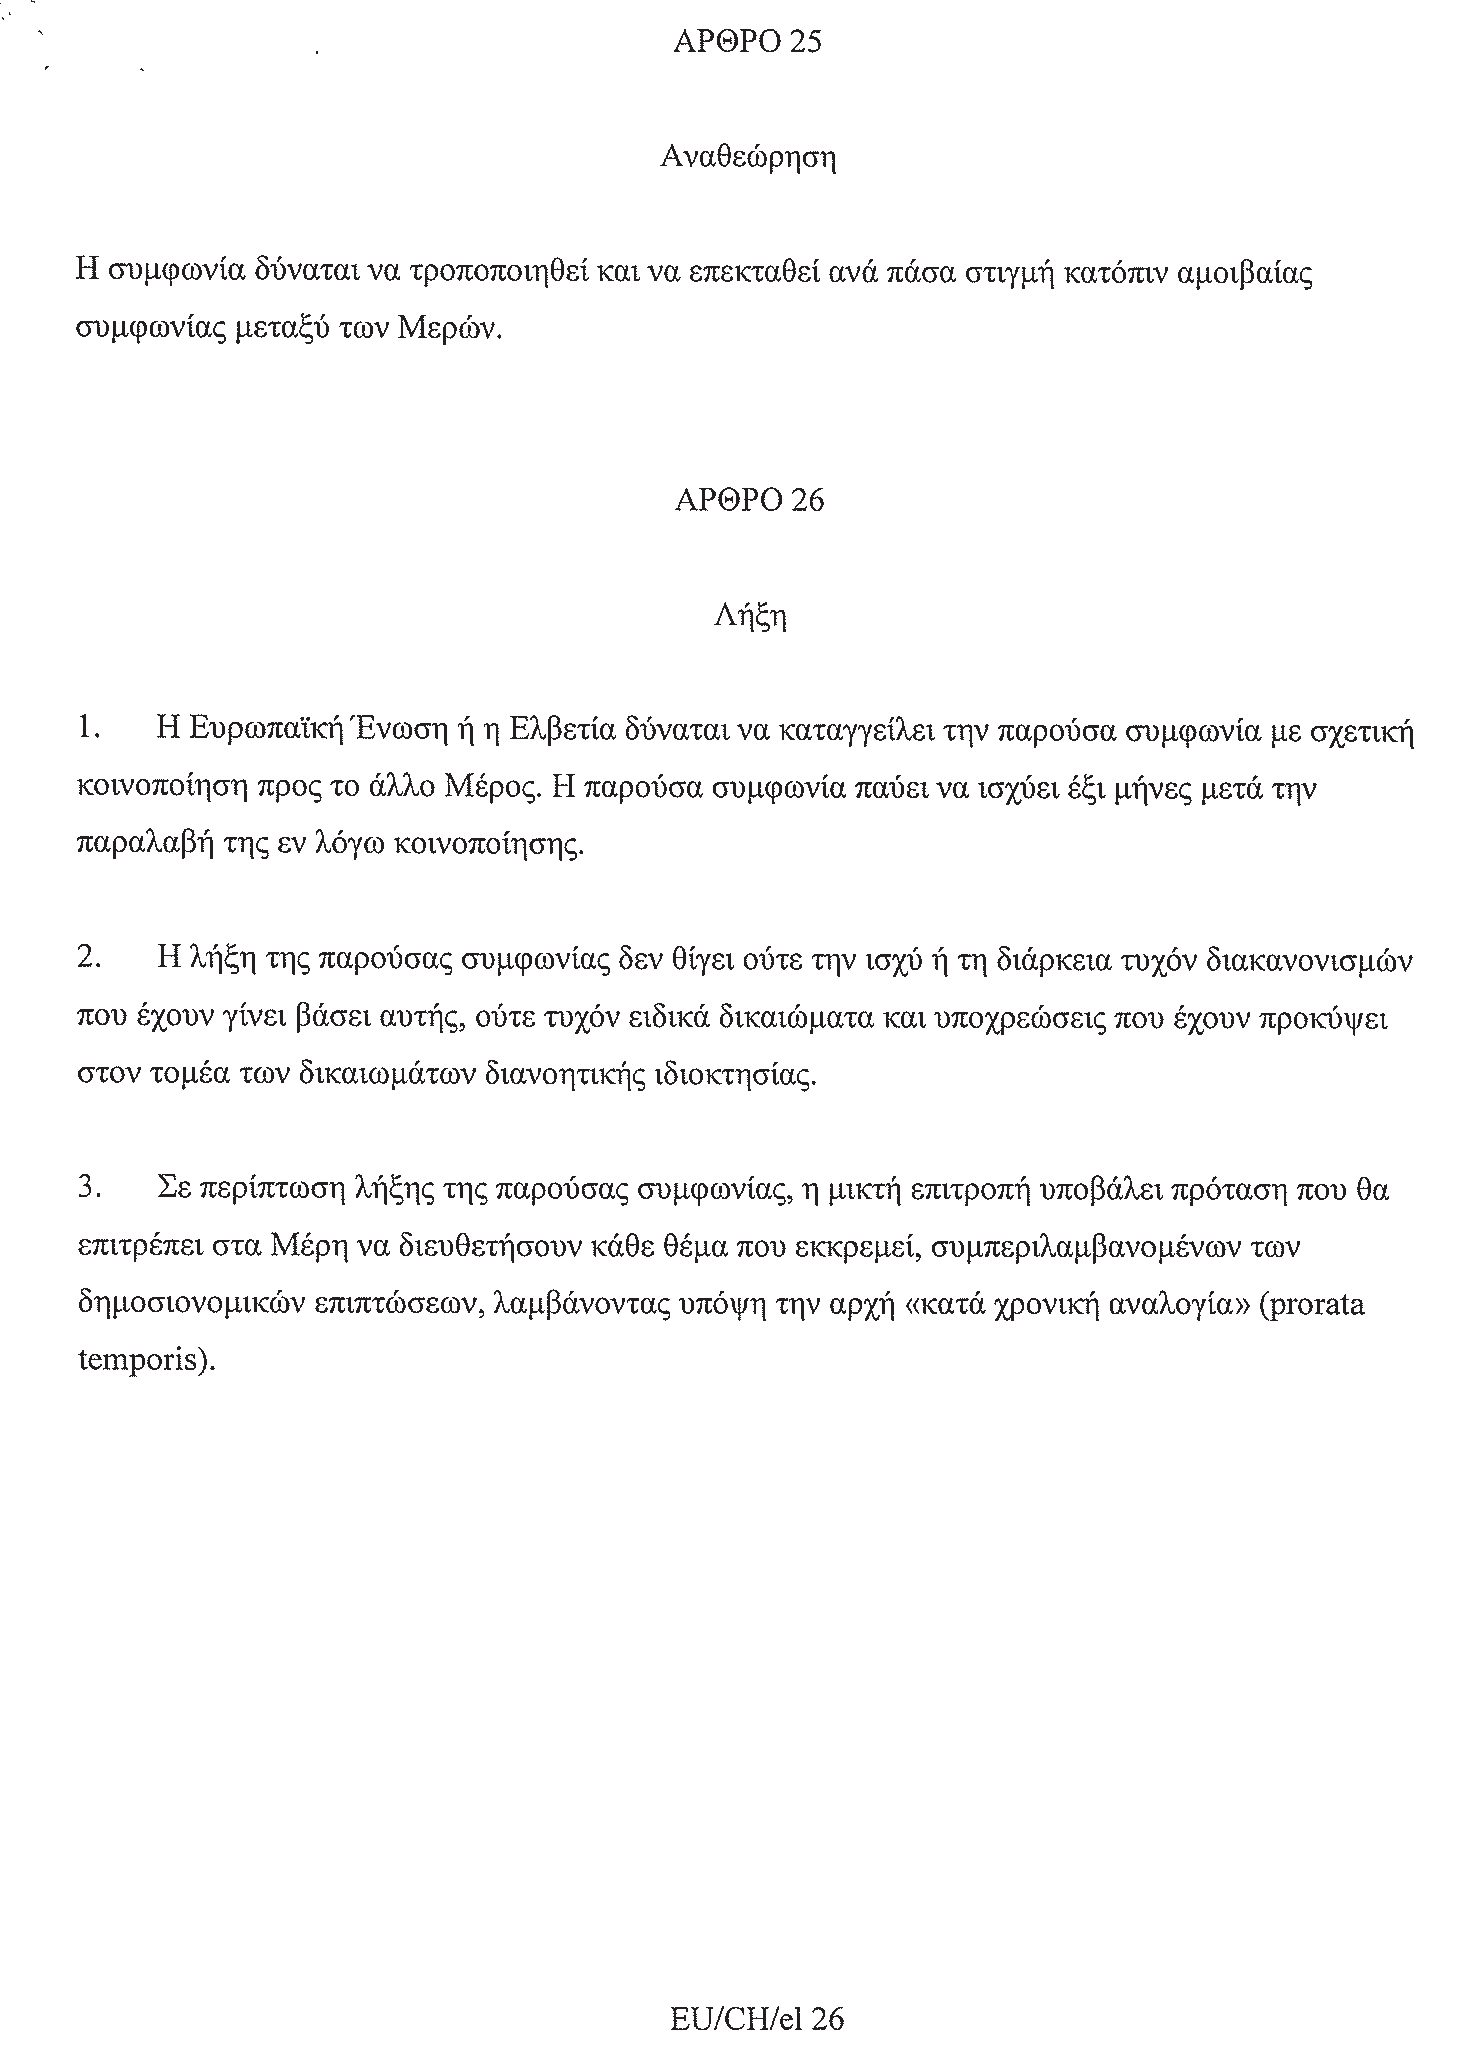 ΑΡΘΡΟ 25
Αναθεώρηση
Η συμφωνία δύναται να τροποποιηθεί και να επεκταθεί ανά πάσα στιγμή κατόπιν αμοιβαίας
συμφωνίας μεταξύ των Μερών.
ΑΡΘΡΟ 26
Λήξη
1. Η Ευρωπαϊκή Ένωση ή η Ελβετία δύναται να καταγγείλει την παρούσα συμφωνία με σχετική
κοινοποίηση προς το άλλο Μέρος. Η παρούσα συμφωνία παύει να ισχύει έξι μήνες μετά την
παραλαβή της εν λόγω κοινοποίησης.
2. Η λήξη της παρούσας συμφωνίας δεν θίγει ούτε την ισχύ ή τη διάρκεια τυχόν διακανονισμών
που έχουν γίνει βάσει αυτής, ούτε τυχόν ειδικά δικαιώματα και υποχρεώσεις που έχουν προκύψει
στον τομέα των δικαιωμάτων διανοητικής ιδιοκτησίας.
3. Σε περίπτωση λήξης της παρούσας συμφωνίας, η μικτή επιτροπή υποβάλει πρόταση που θα
επιτρέπει στα Μέρη να διευθετήσουν κάθε θέμα που εκκρεμεί, συμπεριλαμβανομένων των
δημοσιονομικών επιπτώσεων, λαμβάνοντας υπόψη την αρχή «κατά χρονική αναλογία» (prorata
temporis).
EU/CH/el 26